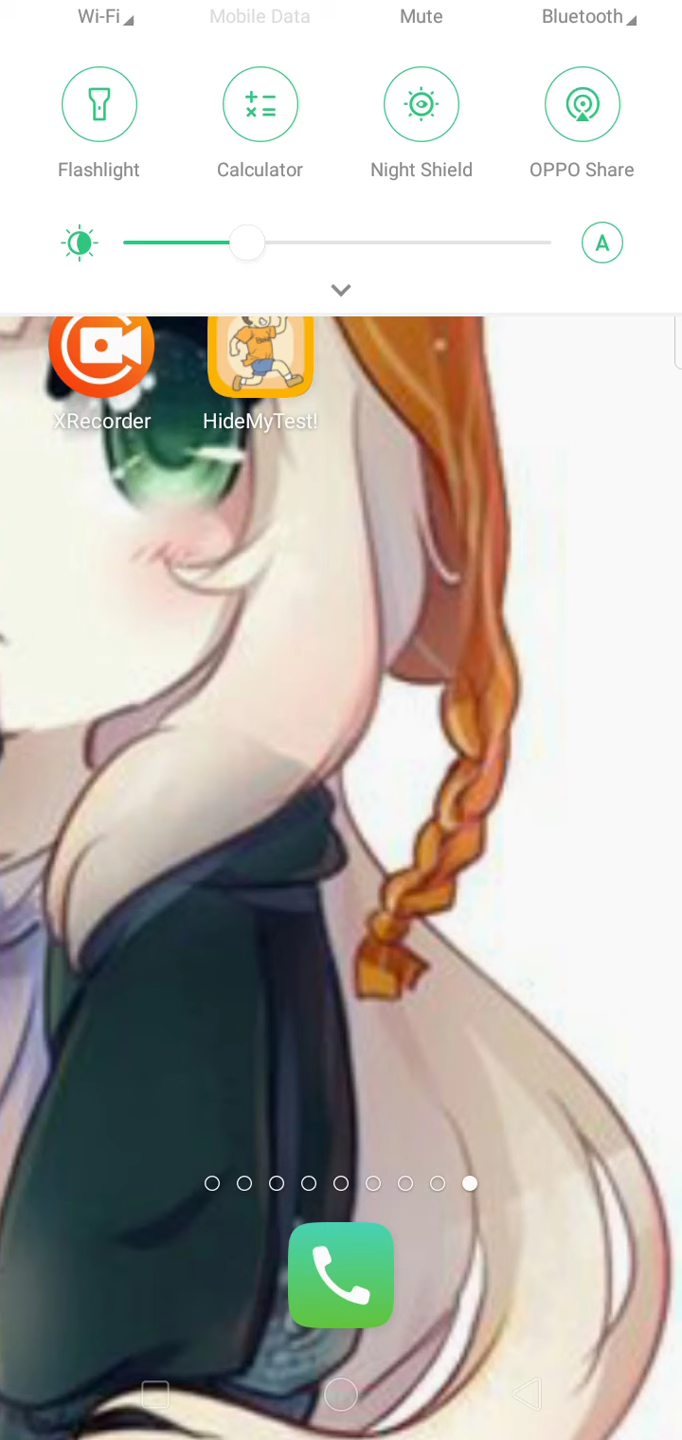 Wi-Fi Mobile Data Mute Bluetooth
Flashlight Calculator Night Shield OPPO Share
A
XRecorder HideMyTest!